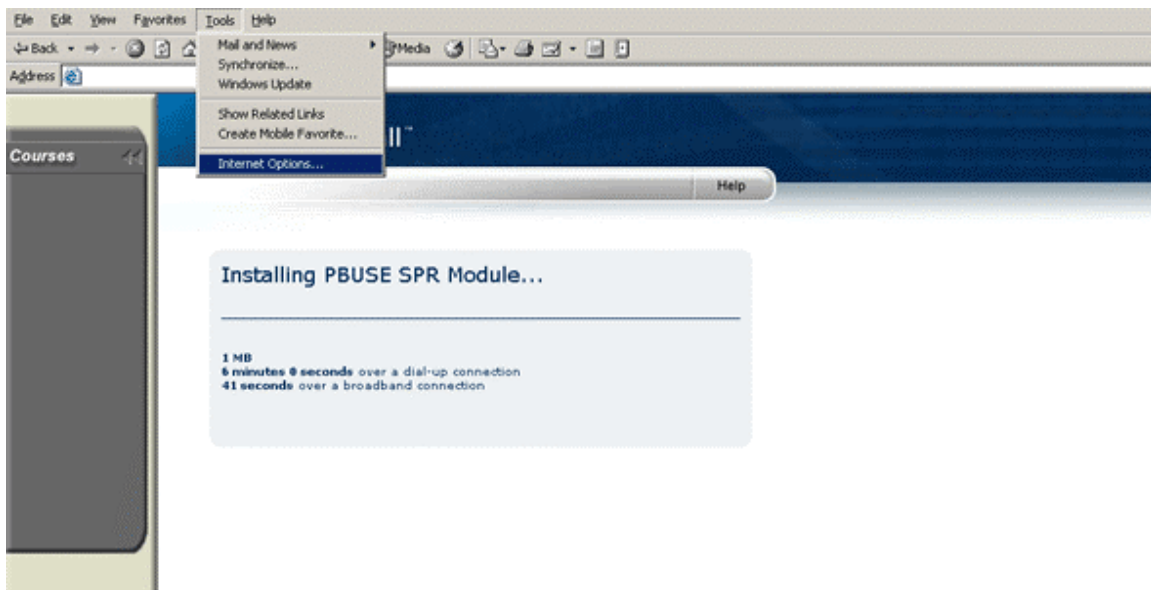 File Edit View Favorites Tools Help
Back Media
Address
Mail and News
Synchronize...
Windows Update
Show Related Links
Create Mobile Favorite...
Internet Options...
Courses
Help
Installing PBUSE SPR Module...
1 MB
6 minutes 0 seconds over a dial-up connection
41 seconds over a broadband connection